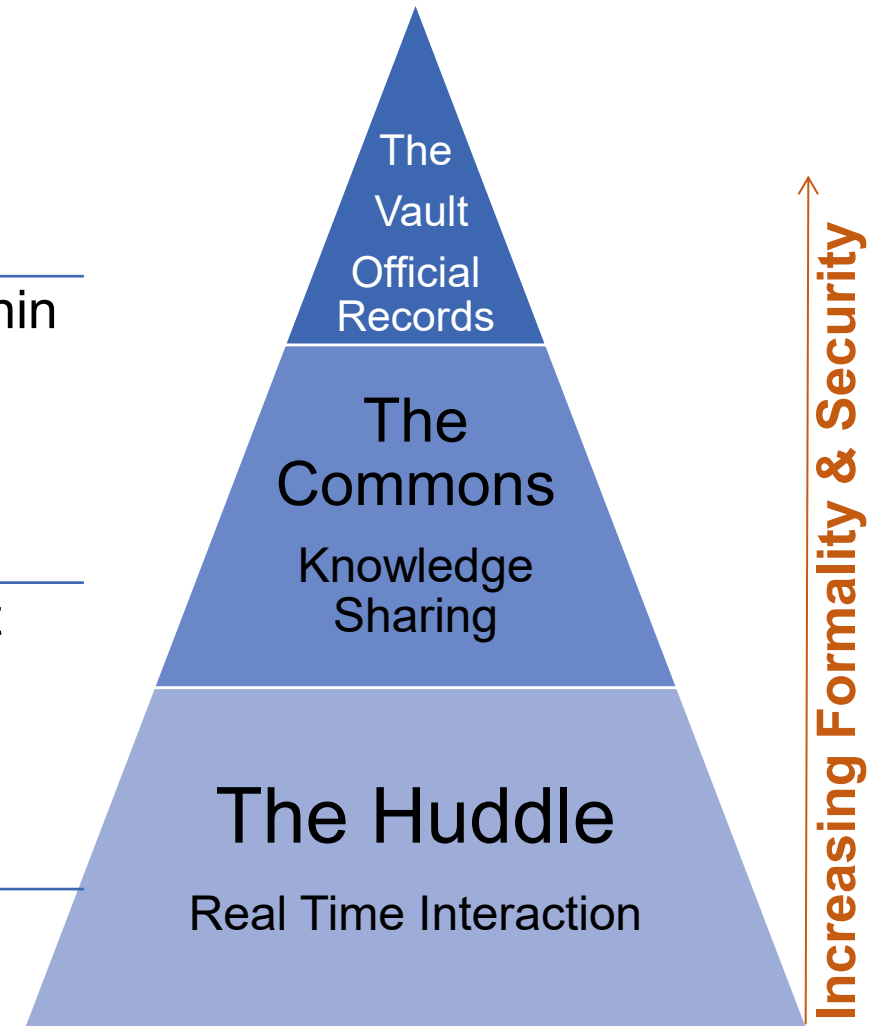 The
Vault
Official
Records
The
Commons
Knowledge
Sharing
The Huddle
Real Time Interaction
Increasing Formality & Security